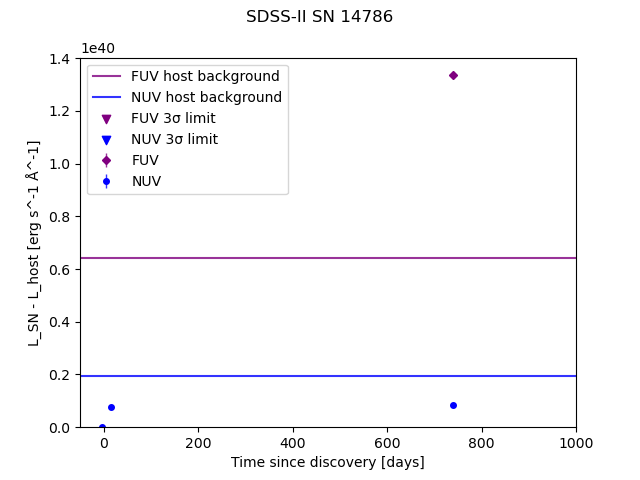 SDSS-II SN 14786
1e40
1.4
1.2
1.0
0.8
0.6
0.4
0.2
0.0
L_SN - L_host [erg s^-1 Å^-1]
FUV host background
NUV host background
FUV 3σ limit
NUV 3σ limit
FUV
NUV
0 200 400 600 800 1000
Time since discovery [days]